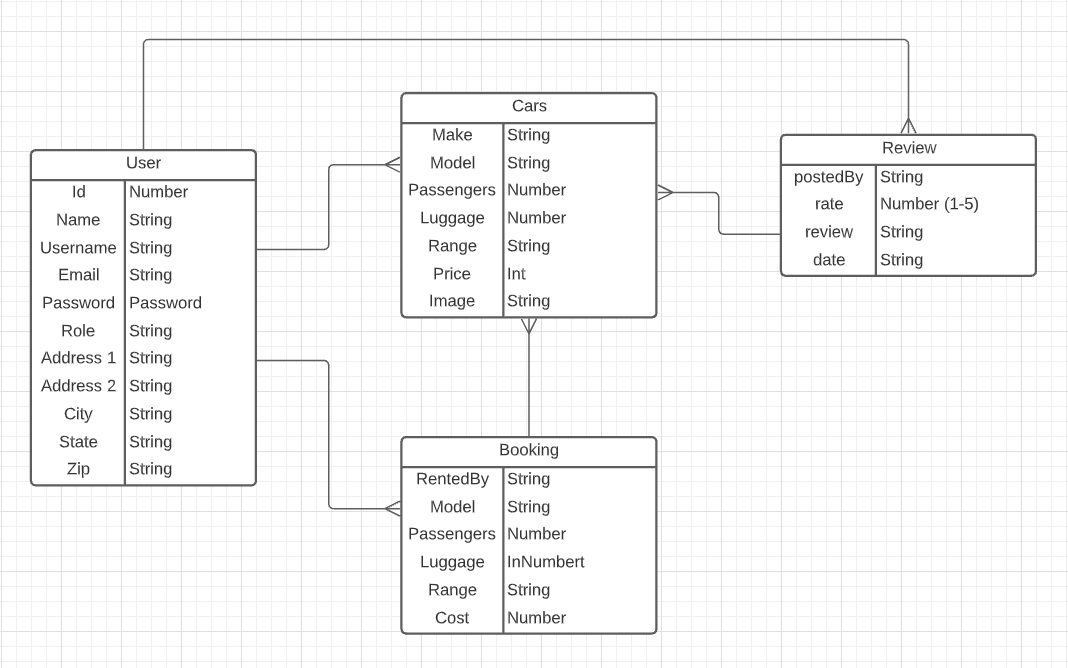 User
Id Number
Name String
Username String
Email String
Password Password
Role String
Address 1 String
Address 2 String
City String
State String
Zip String
Cars
Make String
Model String
Passengers Number
Luggage Number
Range String
Price Int
Image String
Review
postedBy String
rate Number (1-5)
review String
date String
Booking
RentedBy String
Model String
Passengers Number
Luggage InNumbert
Range String
Cost Number